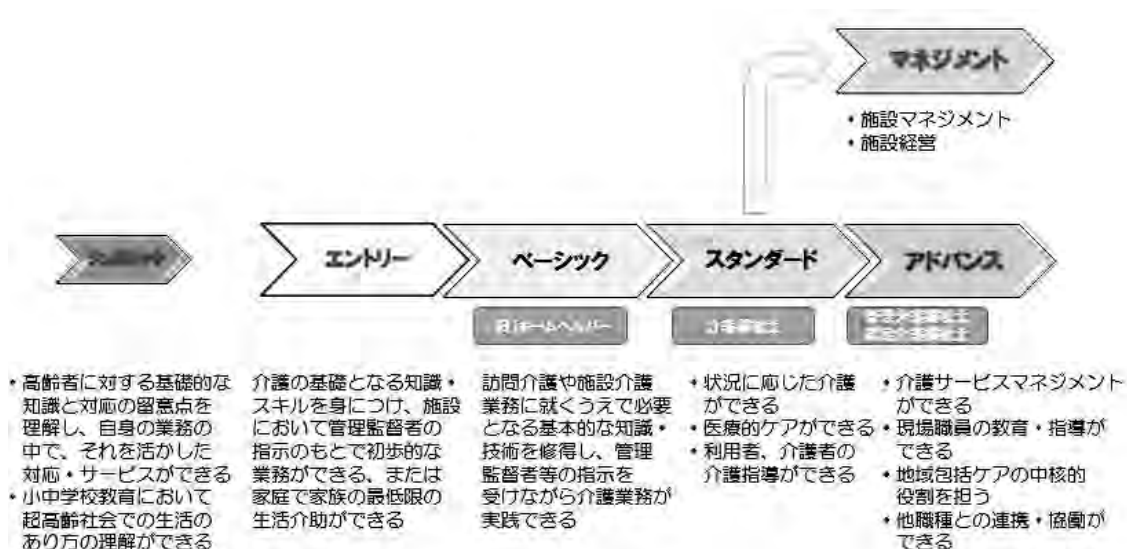 マネジメント
・施設マネジメント
・施設経営
エントリー
ベーシック
スタンダード
アドバンス
介護福祉士
・高齢者に対する基礎的な
知識と対応の留意点を
理解し、自身の業務の
中で、それを活かした
対応・サービスができる
・小中学校教育において
超高齢社会での生活の
あり方の理解ができる
介護の基礎となる知識・
スキルを身につけ、施設
において管理監督者の
指示のもとで初歩的な
業務ができる、または
家庭で家族の最低限の
生活介助ができる
訪問介護や施設介護
業務に就くうえで必要
となる基本的な知識・
技術を修得し、管理
監督者等の指示を
受けながら介護業務が
実践できる
・状況に応じた介護
ができる
・医療的ケアができる
・利用者、介護者の
介護指導ができる
・介護サービスマネジメント
ができる
・現場職員の教育・指導が
できる
・地域包括ケアの中核的
役割を担う
・他職種との連携・協働が
できる